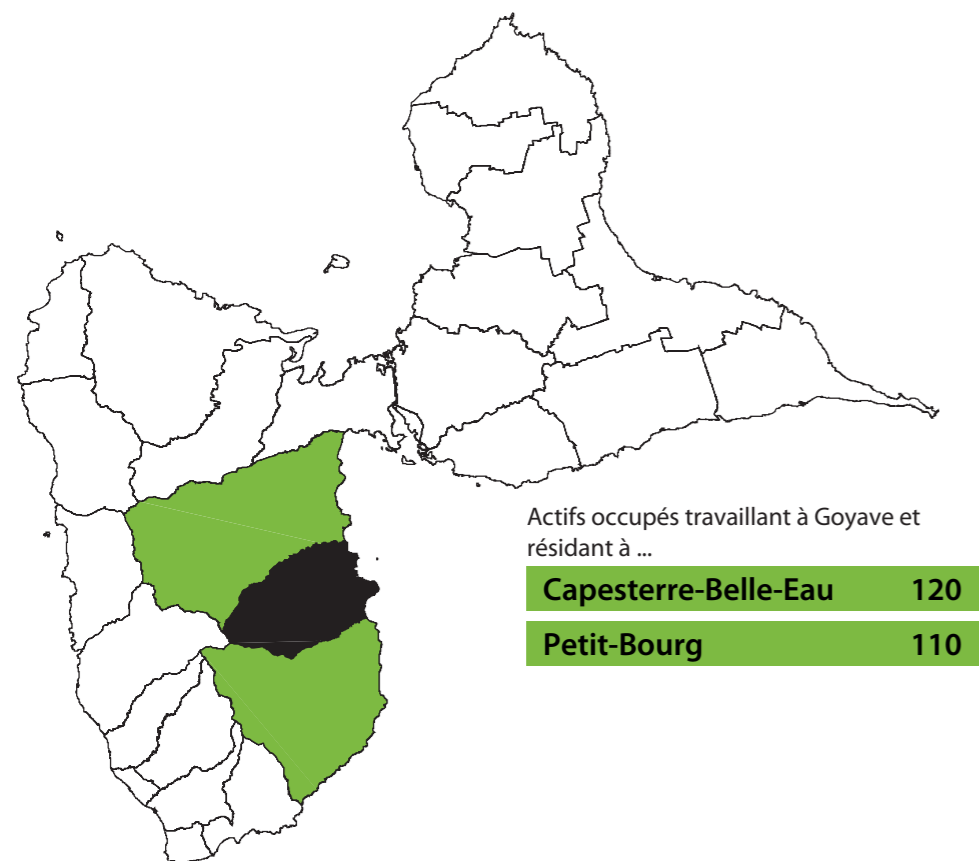 Actifs occupés travaillant à Goyave et
résidant à ...
Capesterre-Belle-Eau 120
Petit-Bourg 110